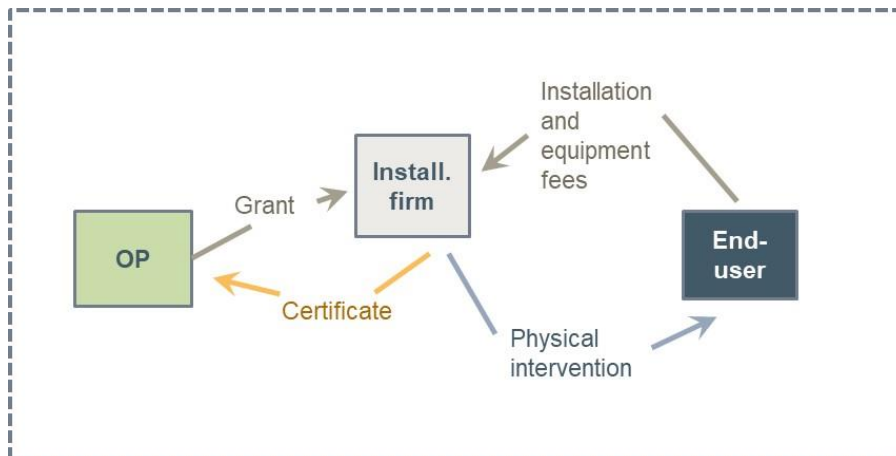 Installation
and
equipment
fees
Install.
firm
Grant
OP
End-
user
Certificate
Physical
intervention